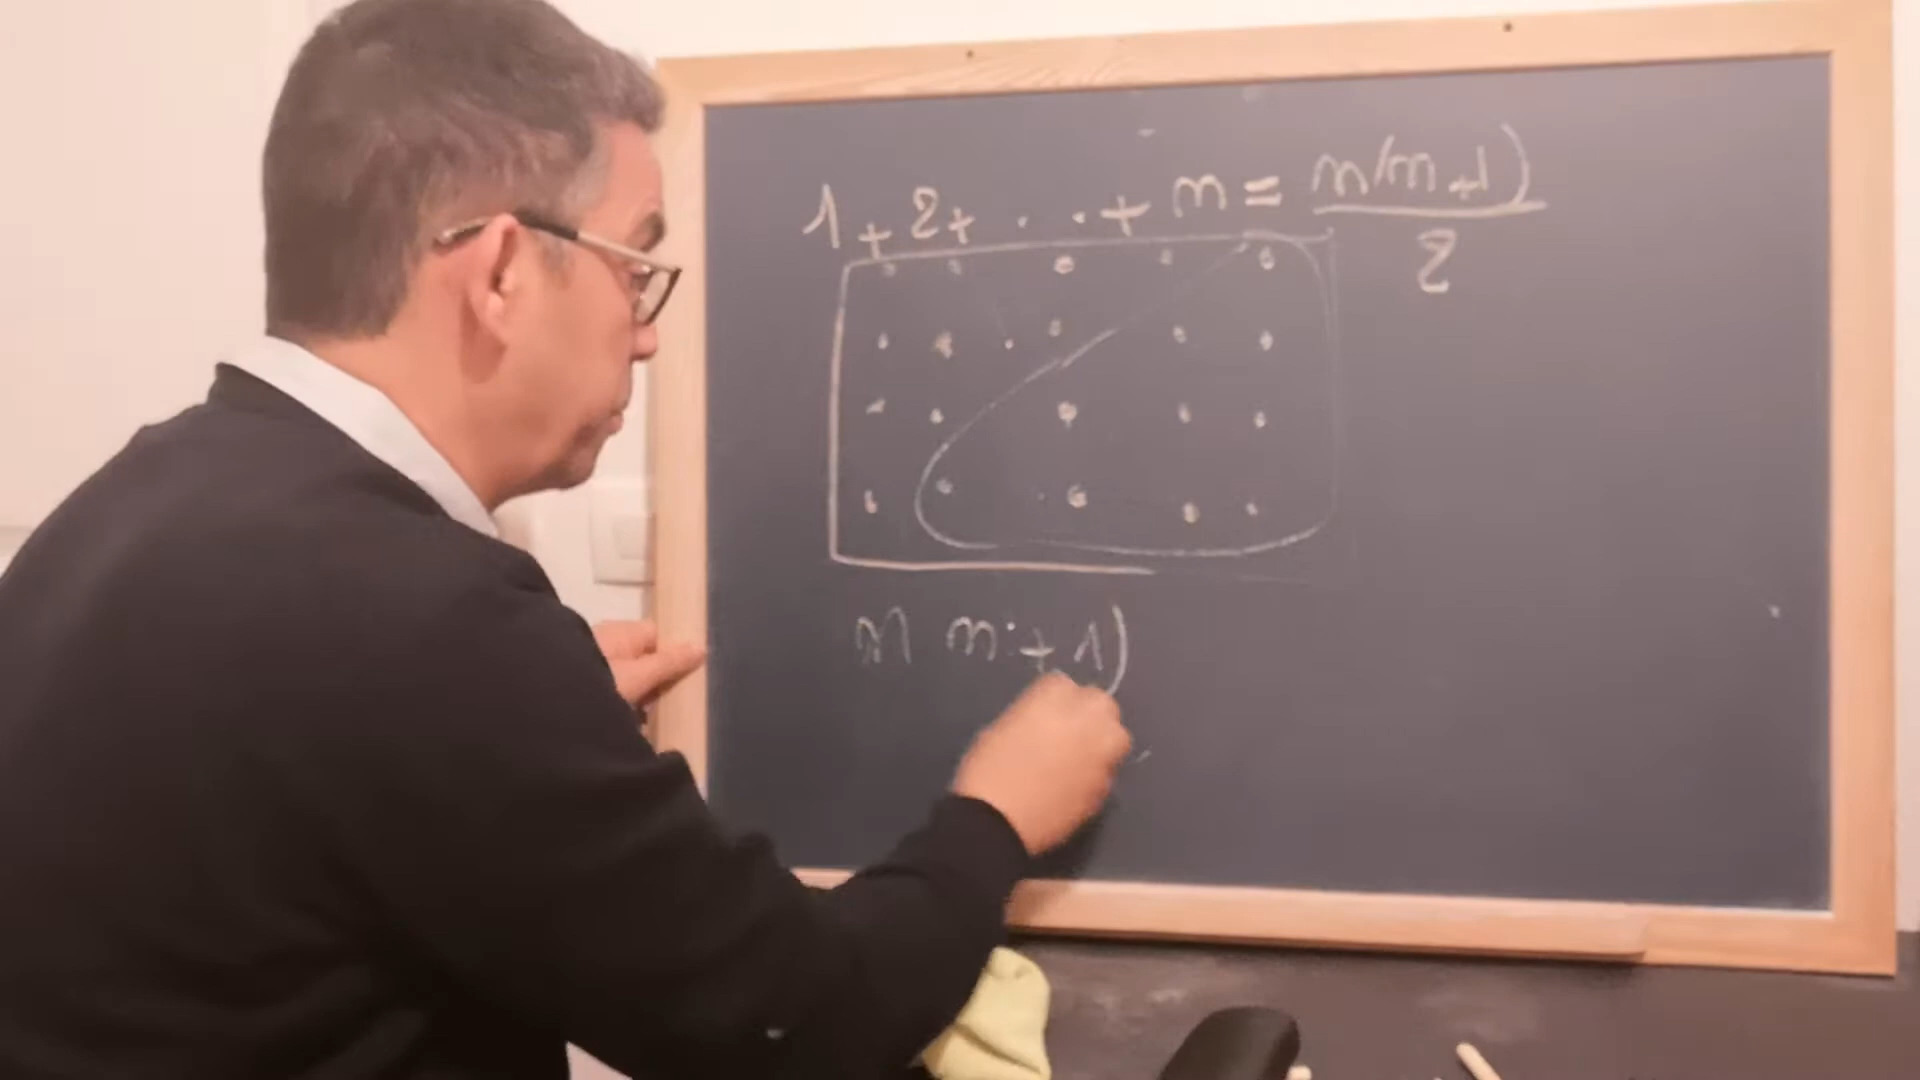 1+2+ . . + n = n(n+1)
2
n n+1)